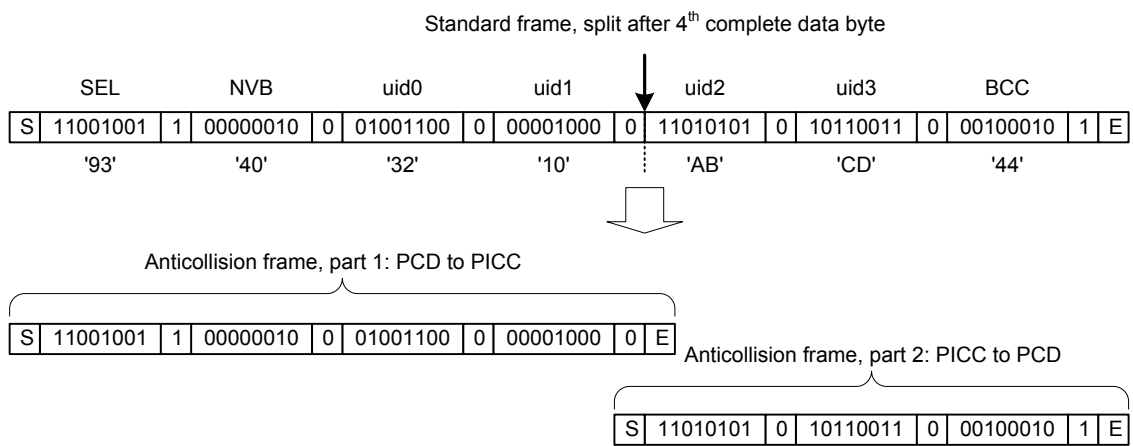 Standard frame, split after 4th complete data byte
SEL NVB uid0 uid1 uid2 uid3 BCC
S 11001001 1 00000010 0 01001100 0 00001000 0 11010101 0 10110011 0 00100010 1 E
'93' '40' '32' '10' 'AB' 'CD' '44'
Anticollision frame, part 1: PCD to PICC
S 11001001 1 00000010 0 01001100 0 00001000 0 E
Anticollision frame, part 2: PICC to PCD
S 11010101 0 10110011 0 00100010 1 E